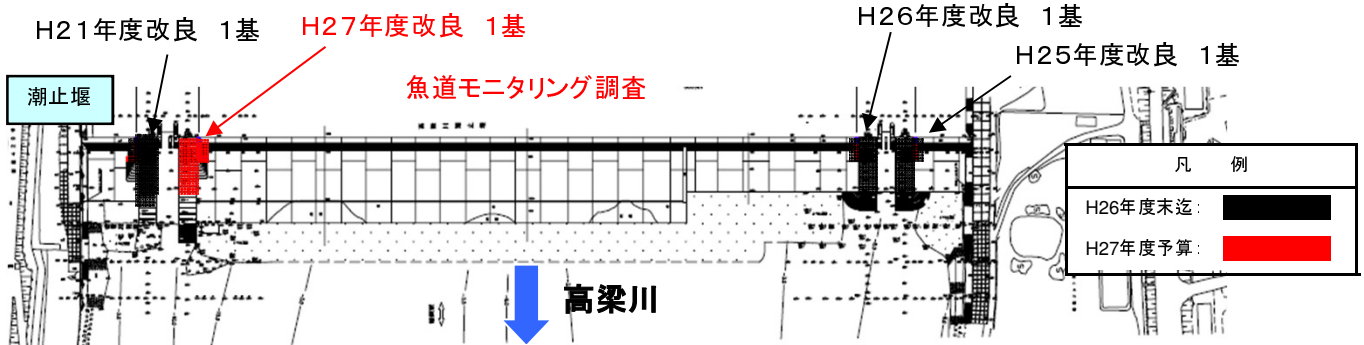 H21年度改良 1基
H27年度改良 1基
H26年度改良 1基
H25年度改良 1基
潮止堰
魚道モニタリング調査
凡 例
H26年度末迄:
H27年度予算:
高梁川